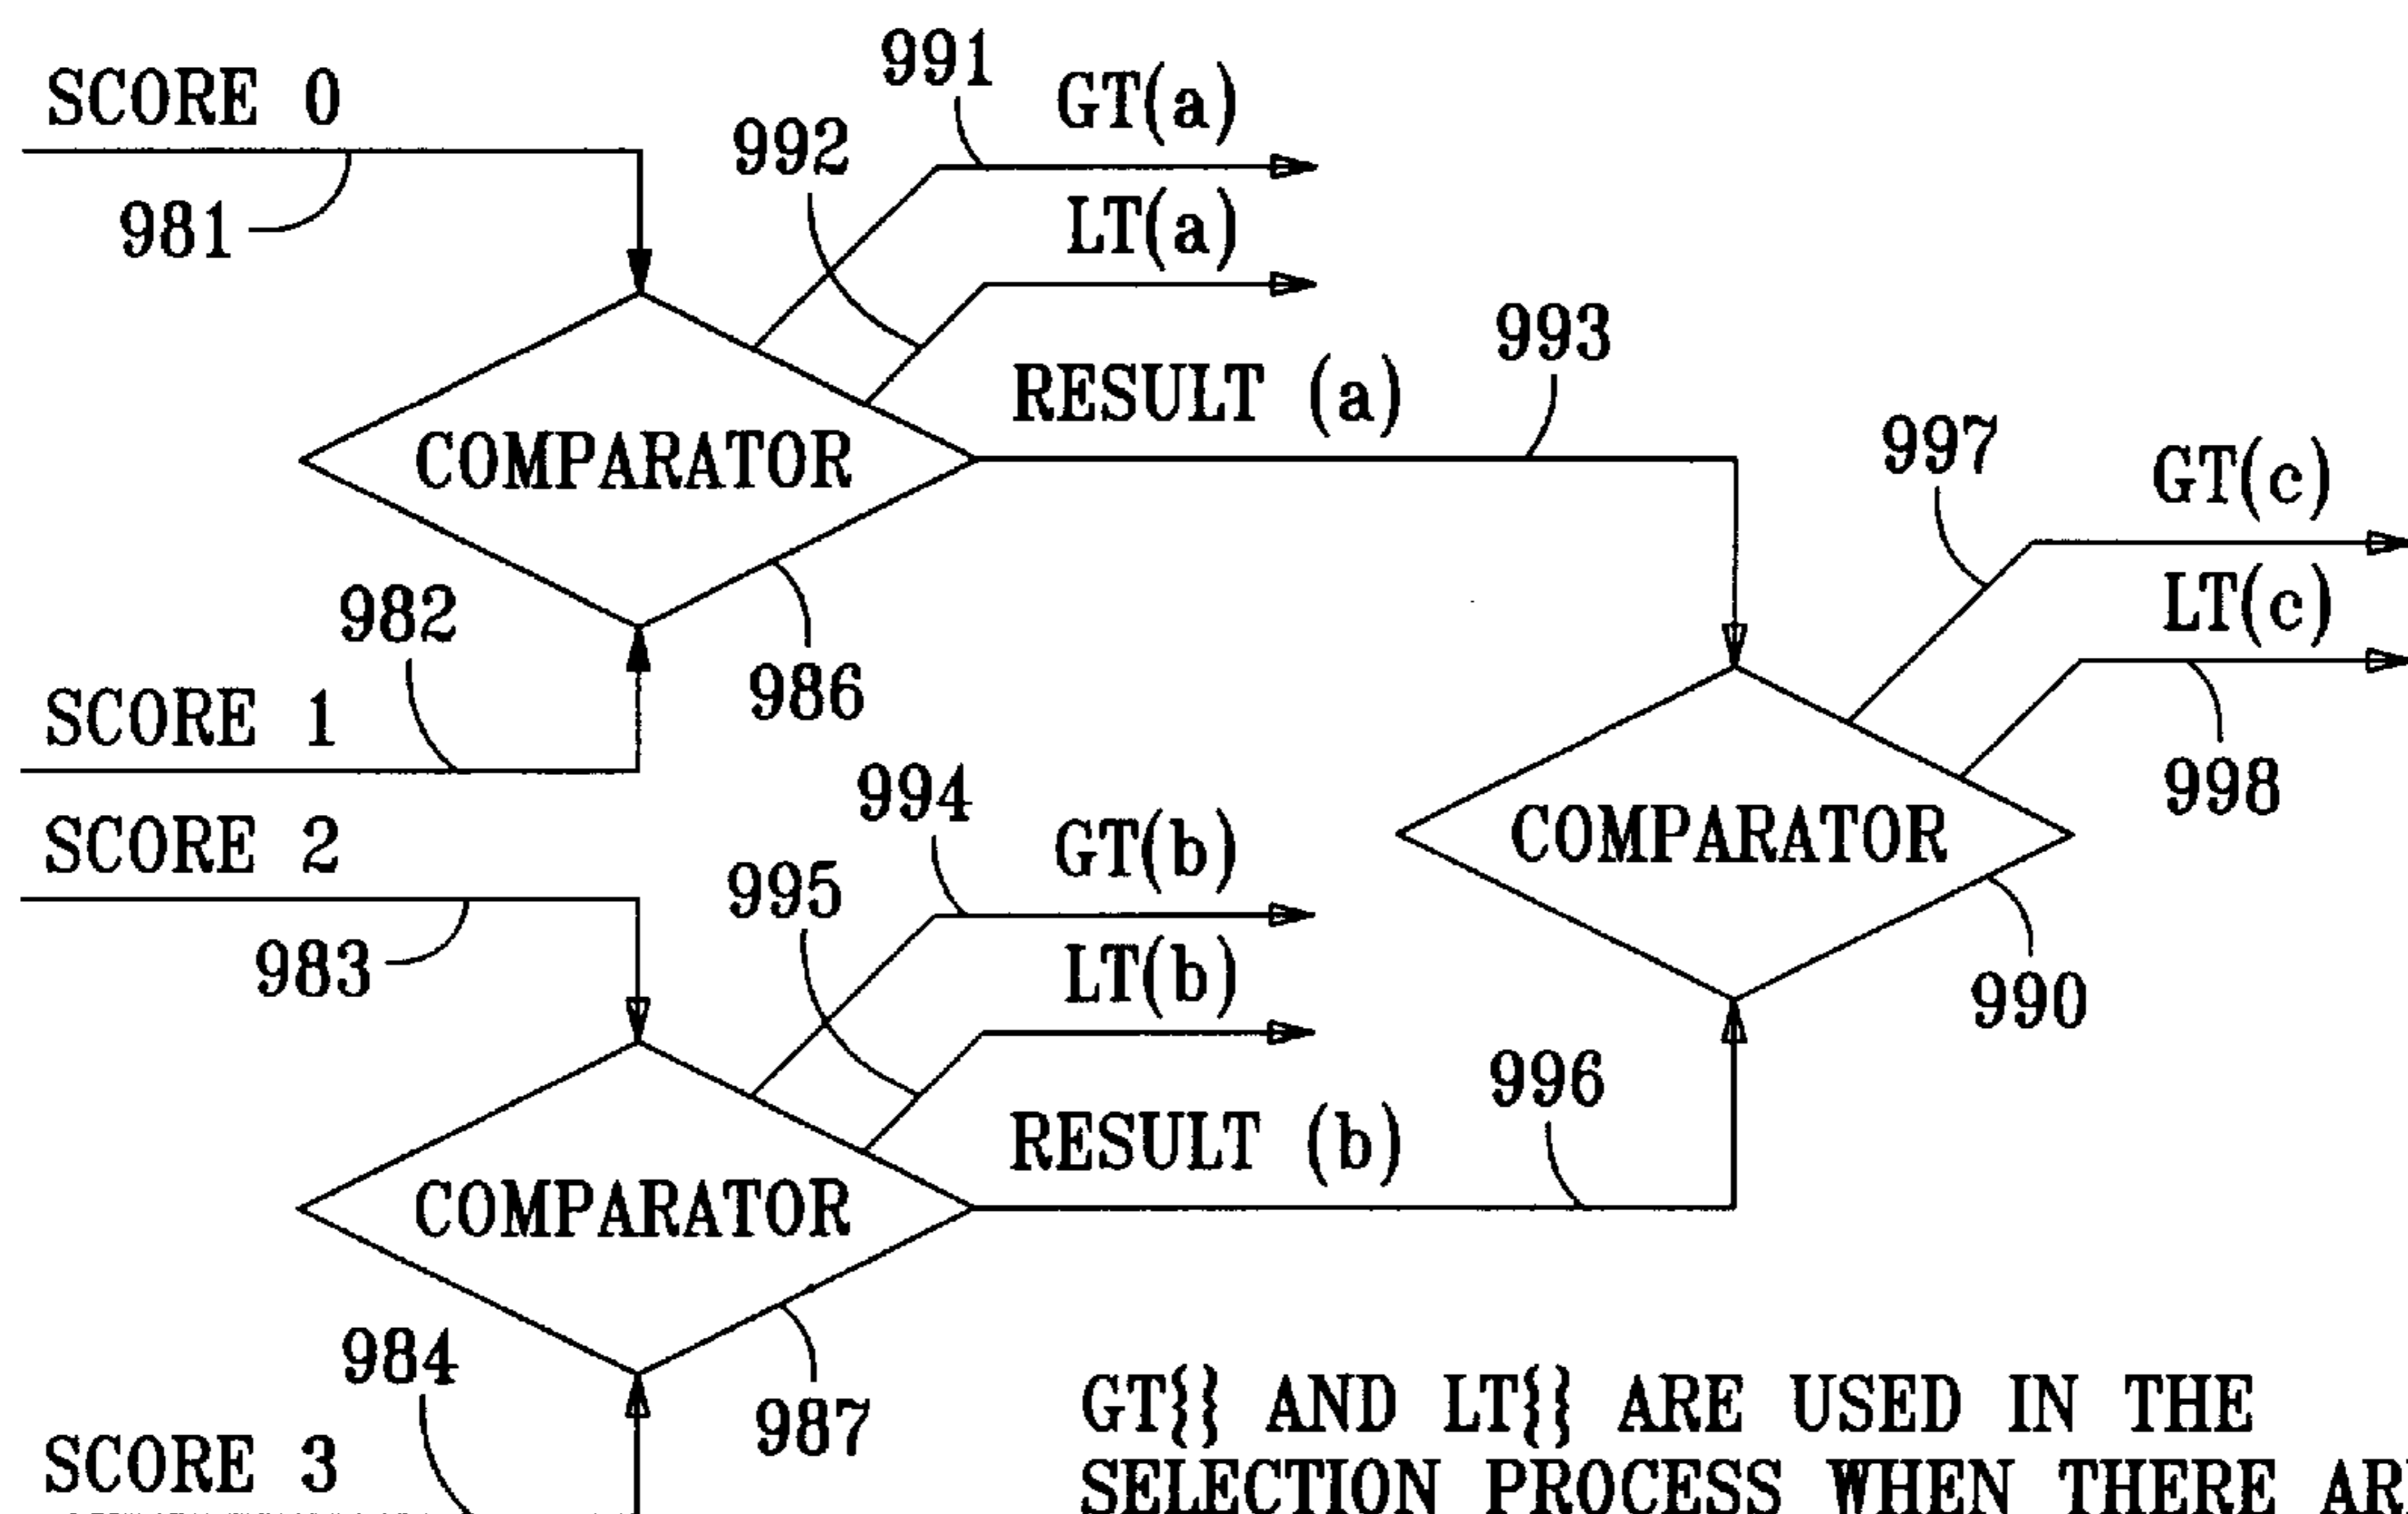 991
GT(a)
SCORE 0
992
LT(a)
981
993
RESULT (a)
997
COMPARATOR
GT(c)
982
LT(c)
986
SCORE 1
994
998
SCORE 2
GT(b)
COMPARATOR
995
983
LT(b)
990
996
RESULT (b)
COMPARATOR
984
987
GT{} AND LT{} ARE USED IN THE
SCORE 3
SELECTION PROCESS WHEN THERE